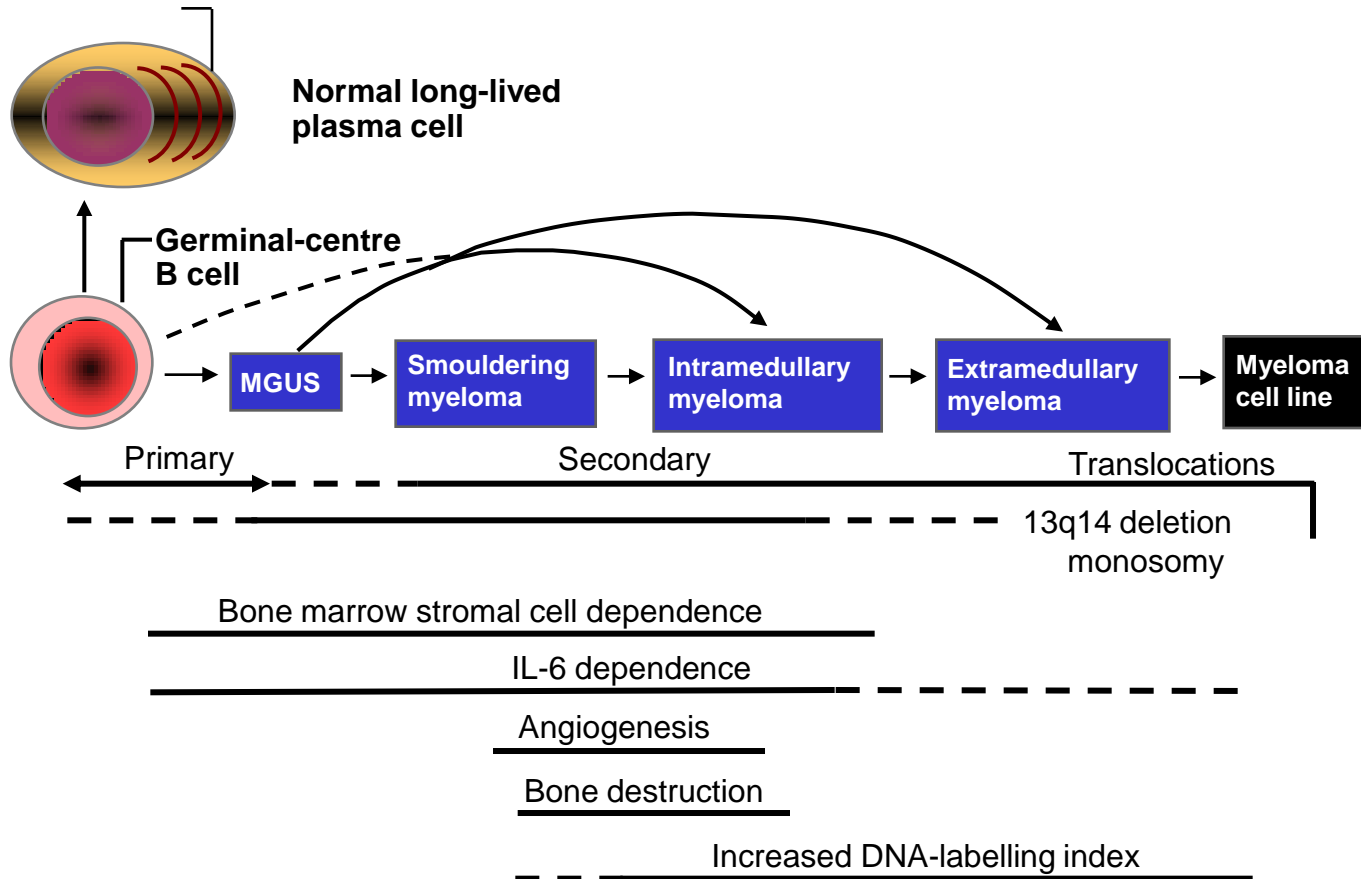 Normal long-lived
plasma cell
Germinal-centre
B cell
MGUS
Smouldering
myeloma
Intramedullary
myeloma
Extramedullary
myeloma
Myeloma
cell line
Primary
Secondary
Translocations
13q14 deletion
monosomy
Bone marrow stromal cell dependence
IL-6 dependence
Angiogenesis
Bone destruction
Increased DNA-labelling index